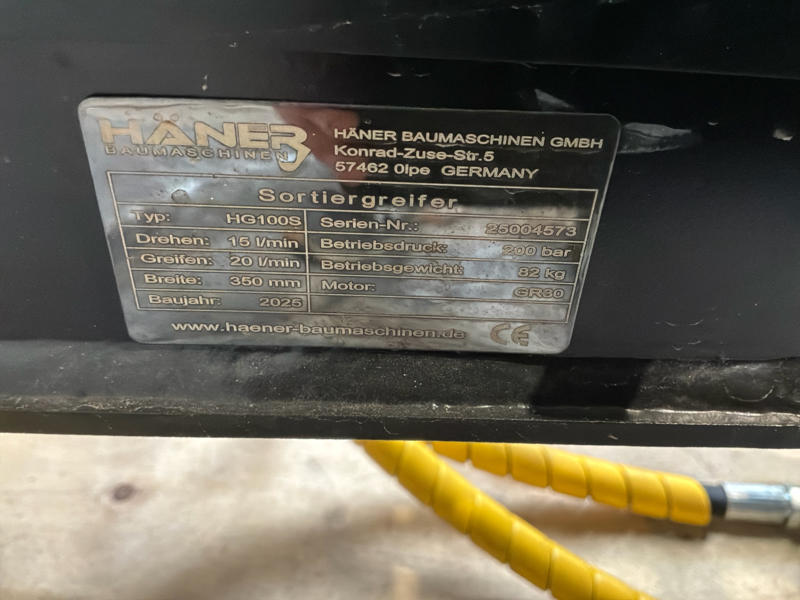 HÄNER
BAUMASCHINEN
HÄNER BAUMASCHINEN GMBH
Konrad-Zuse-Str.5
57462 Olpe GERMANY
Sortiergreifer
Typ: HG100S
Serien-Nr.: 25004573
Drehen: 15 l/min
Betriebsdruck: 200 bar
Greifen: 20 l/min
Betriebsgewicht: 82 kg
Breite: 350 mm
Motor: GR30
Baujahr: 2025
www.haener-baumaschinen.de
CE